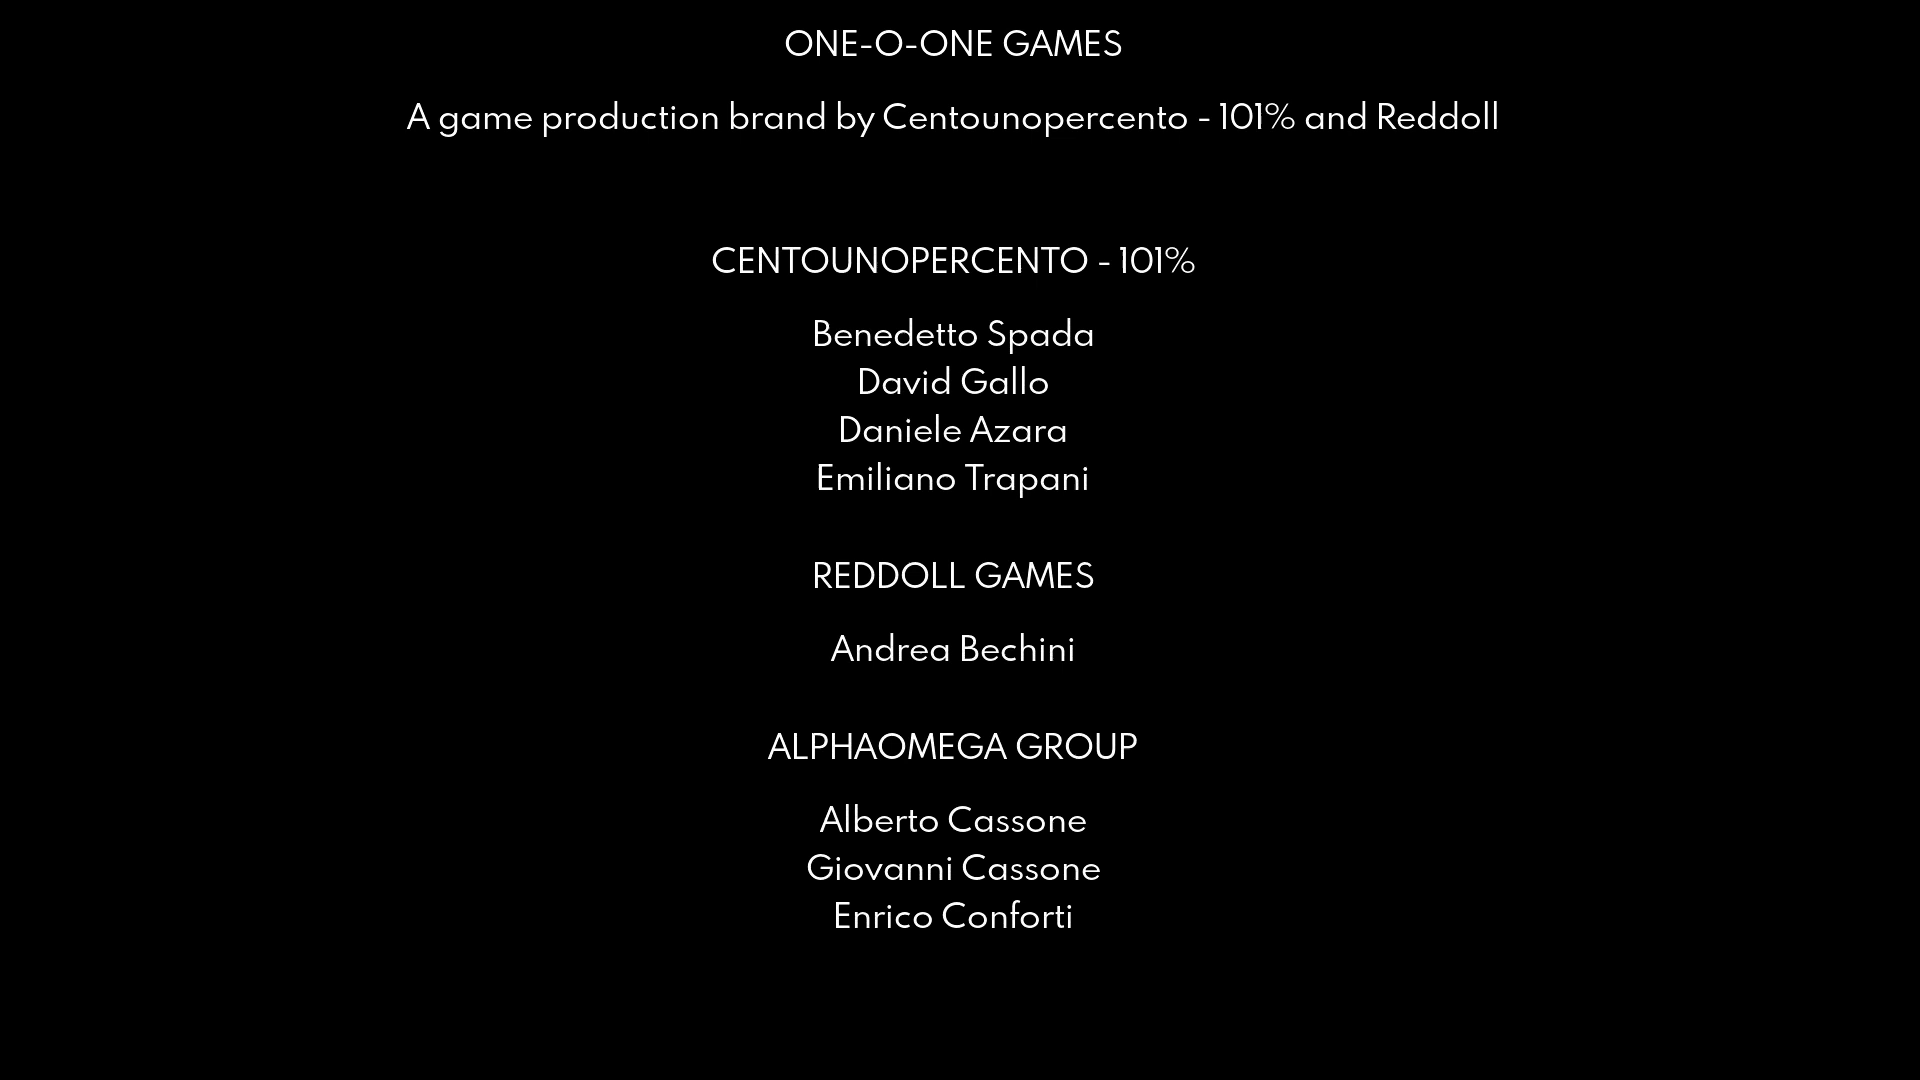 ONE-O-ONE GAMES
A game production brand by Centounopercento - 101% and Reddoll
CENTOUNOPERCENTO - 101%
Benedetto Spada
David Gallo
Daniele Azara
Emiliano Trapani
REDDOLL GAMES
Andrea Bechini
ALPHAOMEGA GROUP
Alberto Cassone
Giovanni Cassone
Enrico Conforti